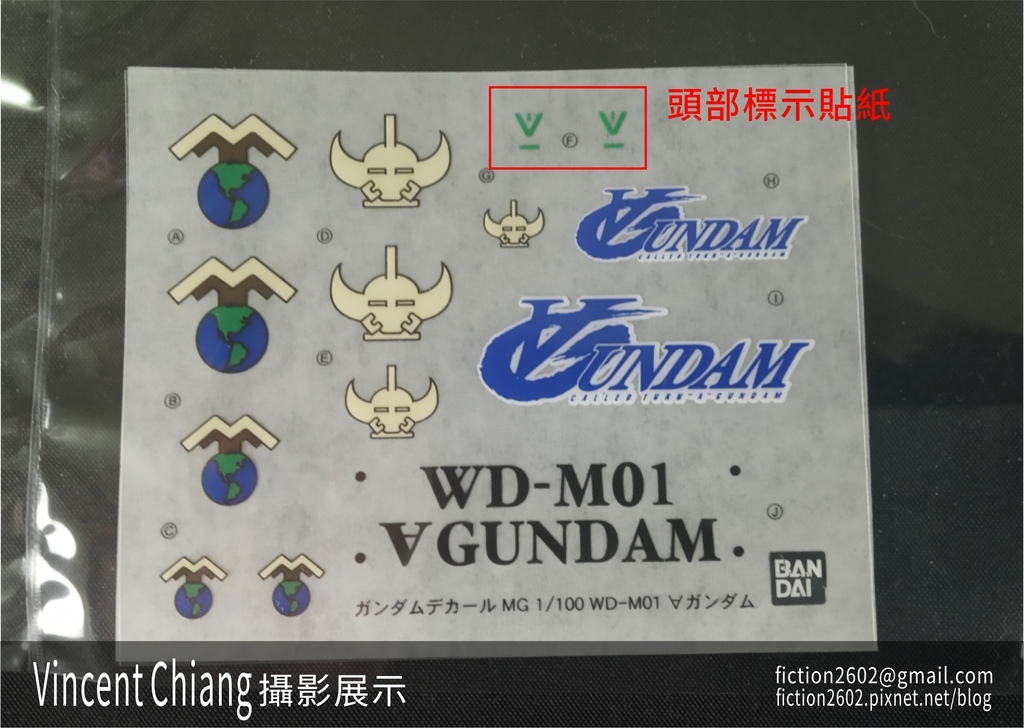 頭部標示貼紙
Ⓕ
Ⓖ
Ⓗ
∀GUNDAM
CALLED TURN-A-GUNDAM
Ⓐ
Ⓓ
Ⓘ
∀GUNDAM
CALLED TURN-A-GUNDAM
Ⓔ
Ⓑ
WD-M01
∀GUNDAM
Ⓙ
Ⓒ
BAN
DAI
ガンダムデカール MG 1/100 WD-M01 ∀ガンダム
Vincent Chiang 攝影展示
fiction2602@gmail.com
fiction2602.pixnet.net/blog